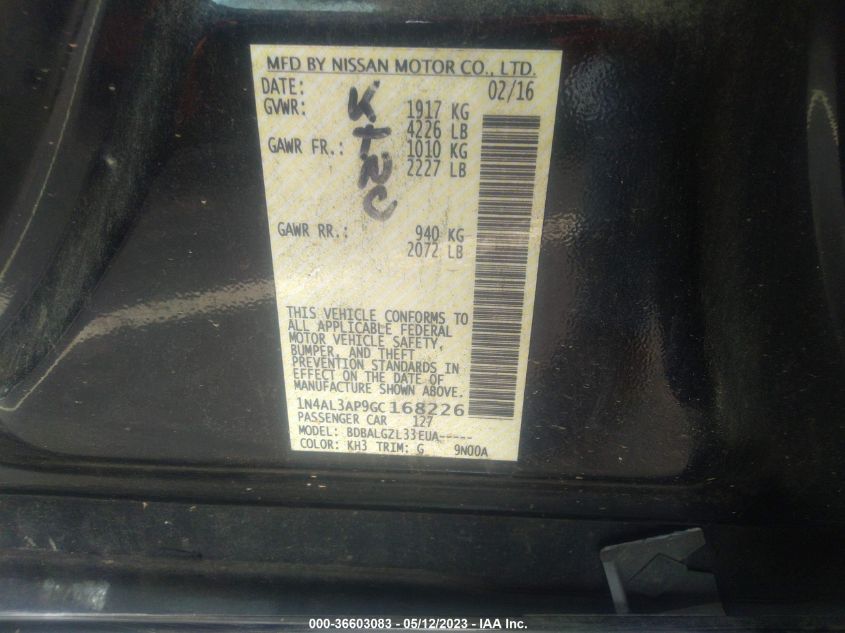 MFD BY NISSAN MOTOR CO., LTD.
DATE: 02/16
GVWR: 1917 KG
4226 LB
GAWR FR.: 1010 KG
2227 LB
KTNC
GAWR RR.: 940 KG
2072 LB
THIS VEHICLE CONFORMS TO
ALL APPLICABLE FEDERAL
MOTOR VEHICLE SAFETY,
BUMPER, AND THEFT
PREVENTION STANDARDS IN
EFFECT ON THE DATE OF
MANUFACTURE SHOWN ABOVE.
1N4AL3AP9GC168226
PASSENGER CAR 127
MODEL: BDBALGZL33EUA-----
COLOR: KH3 TRIM: G 9N00A
000-36603083 - 05/12/2023 - IAA Inc.